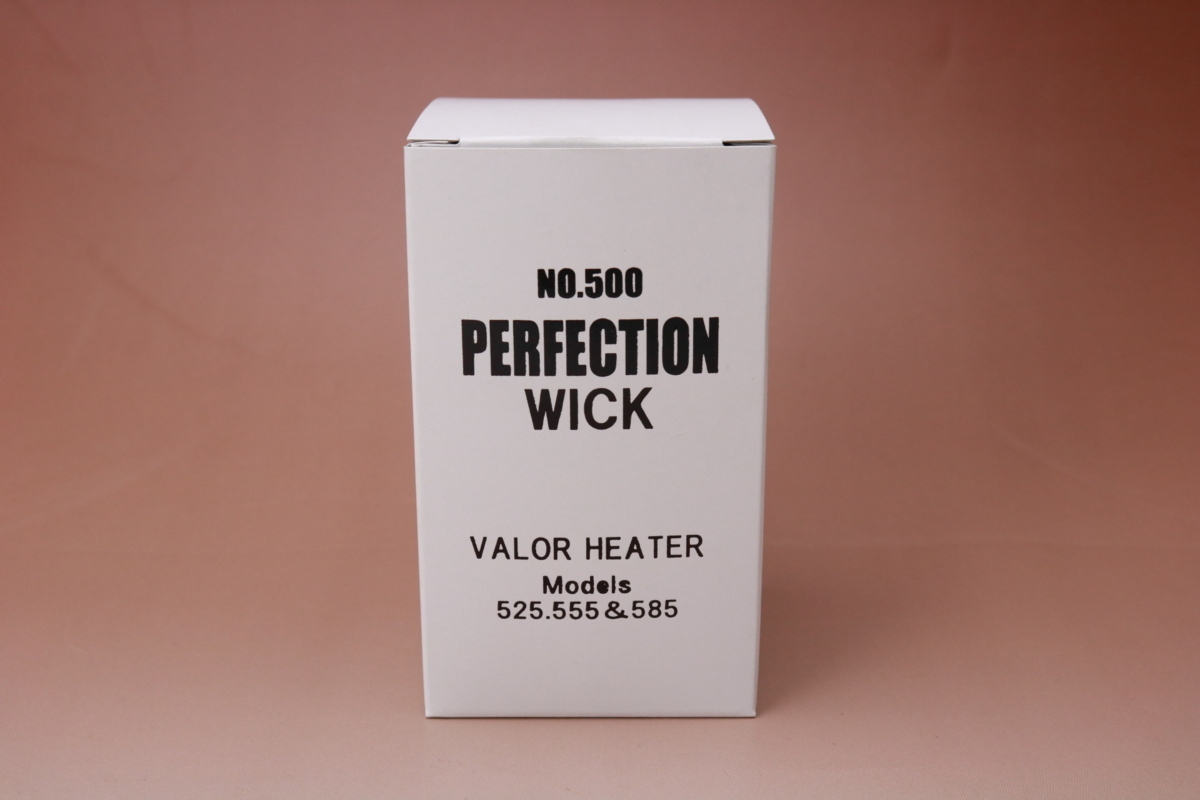 NO.500
PERFECTION
WICK
VALOR HEATER
Models
525.555&585